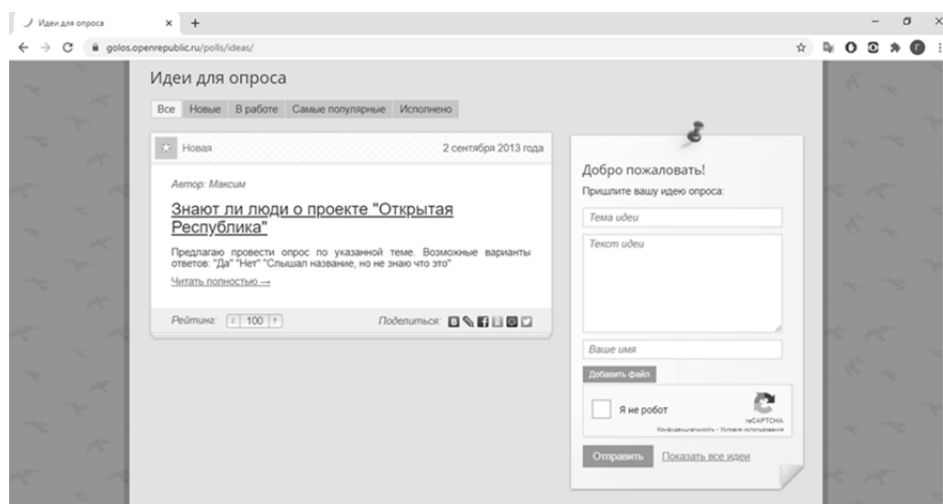 Идеи для опроса
golos.openrepublic.ru/polls/ideas/
Идеи для опроса
Все Новые В работе Самые популярные Исполнено
Новая 2 сентября 2013 года
Автор: Максим
Знают ли люди о проекте "Открытая
Республика"
Предлагаю провести опрос по указанной теме. Возможные варианты
ответов: "Да" "Нет" "Слышал название, но не знаю что это"
Читать полностью →
Рейтинг: 100 Поделиться:
Добро пожаловать!
Пришлите вашу идею опроса:
Тема идеи
Текст идеи
Ваше имя
Добавить файл
Я не робот
reCAPTCHA
Конфиденциальность - Условия использования
Отправить Показать все идеи